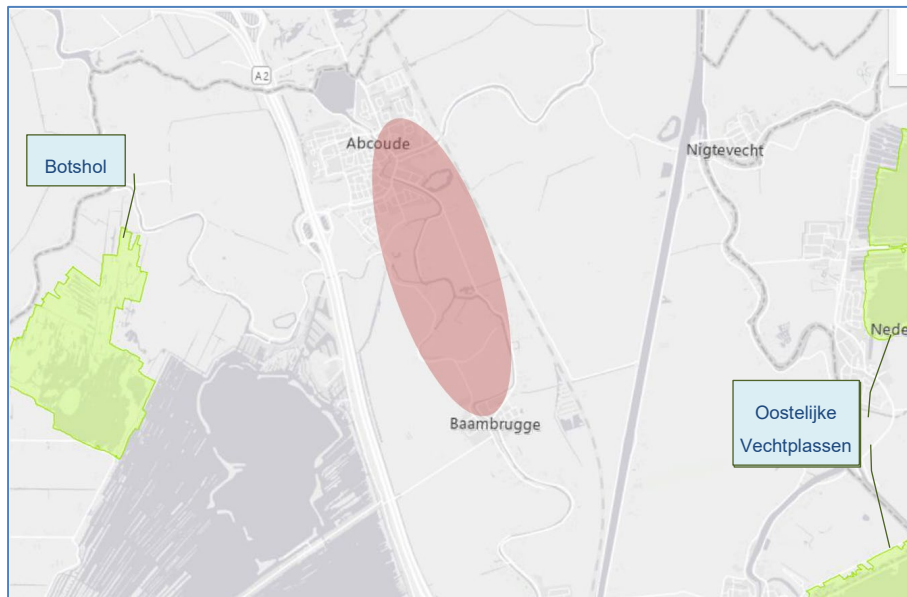 A2
Abcoude
Nigtevecht
Botshol
Nede
Oostelijke
Vechtplassen
Baambrugge